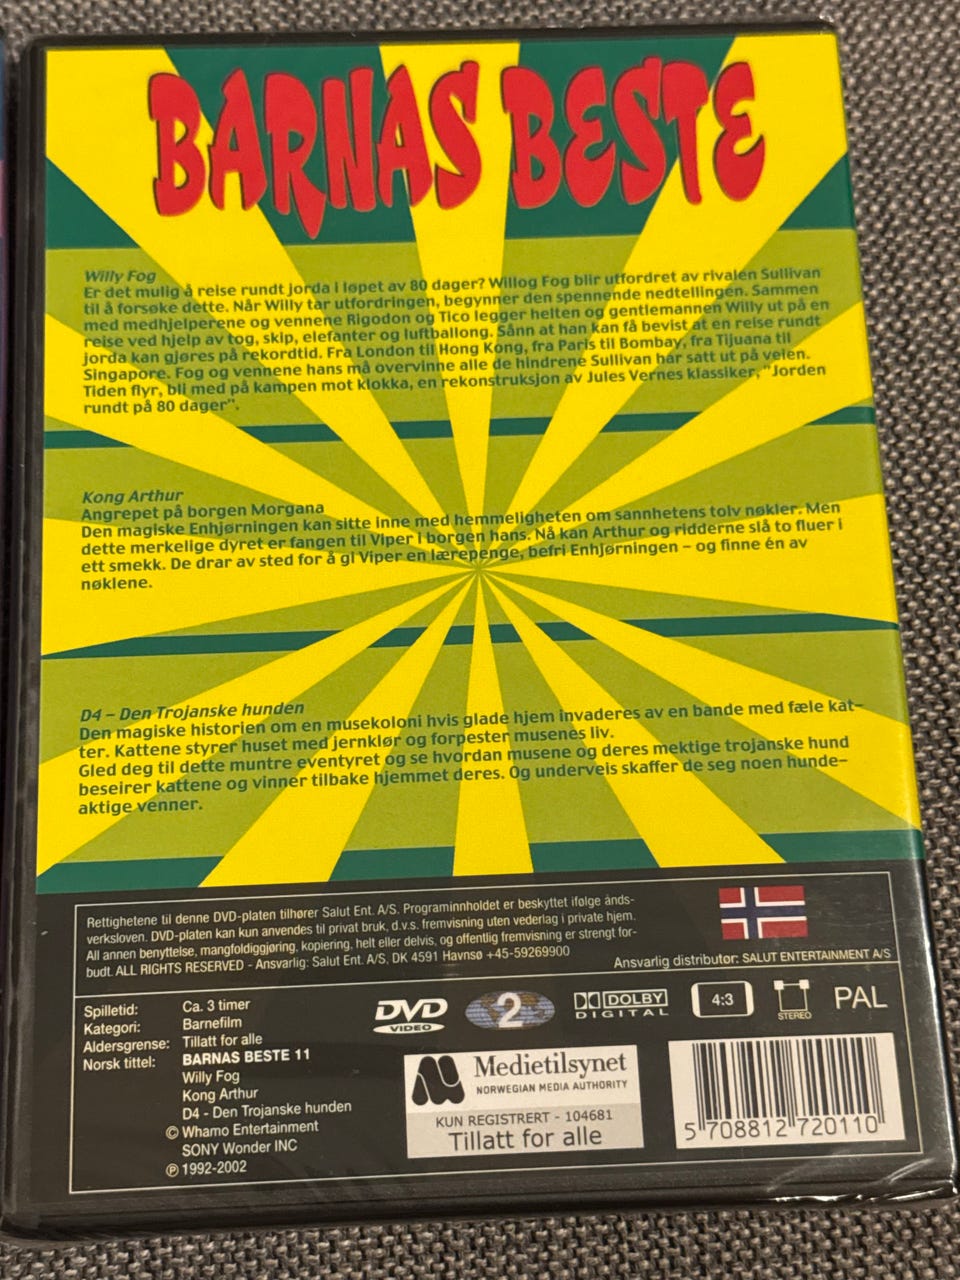 BARNAS BESTE
Willy Fog
Er det mulig å reise rundt jorda i løpet av 80 dager? Willog Fog blir utfordret av rivalen Sullivan
til å forsøke dette. Når Willy tar utfordringen, begynner den spennende nedtellingen. Sammen
med medhjelperene og vennene Rigodon og Tico legger helten og gentlemannen Willy ut på en
reise ved hjelp av tog, skip, elefanter og luftballong. Sånn at han kan få bevist at en reise rundt
jorda kan gjøres på rekordtid. Fra London til Hong Kong, fra Paris til Bombay, fra Tijuana til
Singapore. Fog og vennene hans må overvinne alle de hindrene Sullivan har satt ut på veien.
Tiden flyr, bli med på kampen mot klokka, en rekonstruksjon av Jules Vernes klassiker, "Jorden
rundt på 80 dager".
Kong Arthur
Angrepet på borgen Morgana
Den magiske Enhjørningen kan sitte inne med hemmeligheten om sannhetens tolv nøkler. Men
dette merkelige dyret er fangen til Viper i borgen hans. Nå kan Arthur og ridderne slå to fluer i
ett smekk. De drar av sted for å gi Viper en lærepenge, befri Enhjørningen – og finne én av
nøklene.
D4 – Den Trojanske hunden
Den magiske historien om en musekoloni hvis glade hjem invaderes av en bande med fæle kat-
ter. Kattene styrer huset med jernklør og forpester musenes liv.
Gled deg til dette muntre eventyret og se hvordan musene og deres mektige trojanske hund
beseirer kattene og vinner tilbake hjemmet deres. Og underveis skaffer de seg noen hunde-
aktige venner.
Rettighetene til denne DVD-platen tilhører Salut Ent. A/S. Programinnholdet er beskyttet ifølge ånds-
verksloven. DVD-platen kan kun anvendes til privat bruk, d.v.s. fremvisning uten vederlag i private hjem.
All annen benyttelse, mangfoldiggjøring, kopiering, helt eller delvis, og offentlig fremvisning er strengt for-
budt. ALL RIGHTS RESERVED - Ansvarlig: Salut Ent. A/S, DK 4591 Havnsø +45-59269900
Ansvarlig distributør: SALUT ENTERTAINMENT A/S
Spilletid: Ca. 3 timer
Kategori: Barnefilm
Aldersgrense: Tillatt for alle
Norsk tittel: BARNAS BESTE 11
Willy Fog
Kong Arthur
D4 - Den Trojanske hunden
© Whamo Entertainment
SONY Wonder INC
℗ 1992-2002
DVD
VIDEO
2
DOLBY
DIGITAL
4:3
STEREO
PAL
Medietilsynet
NORWEGIAN MEDIA AUTHORITY
KUN REGISTRERT - 104681
Tillatt for alle
5 708812 720110